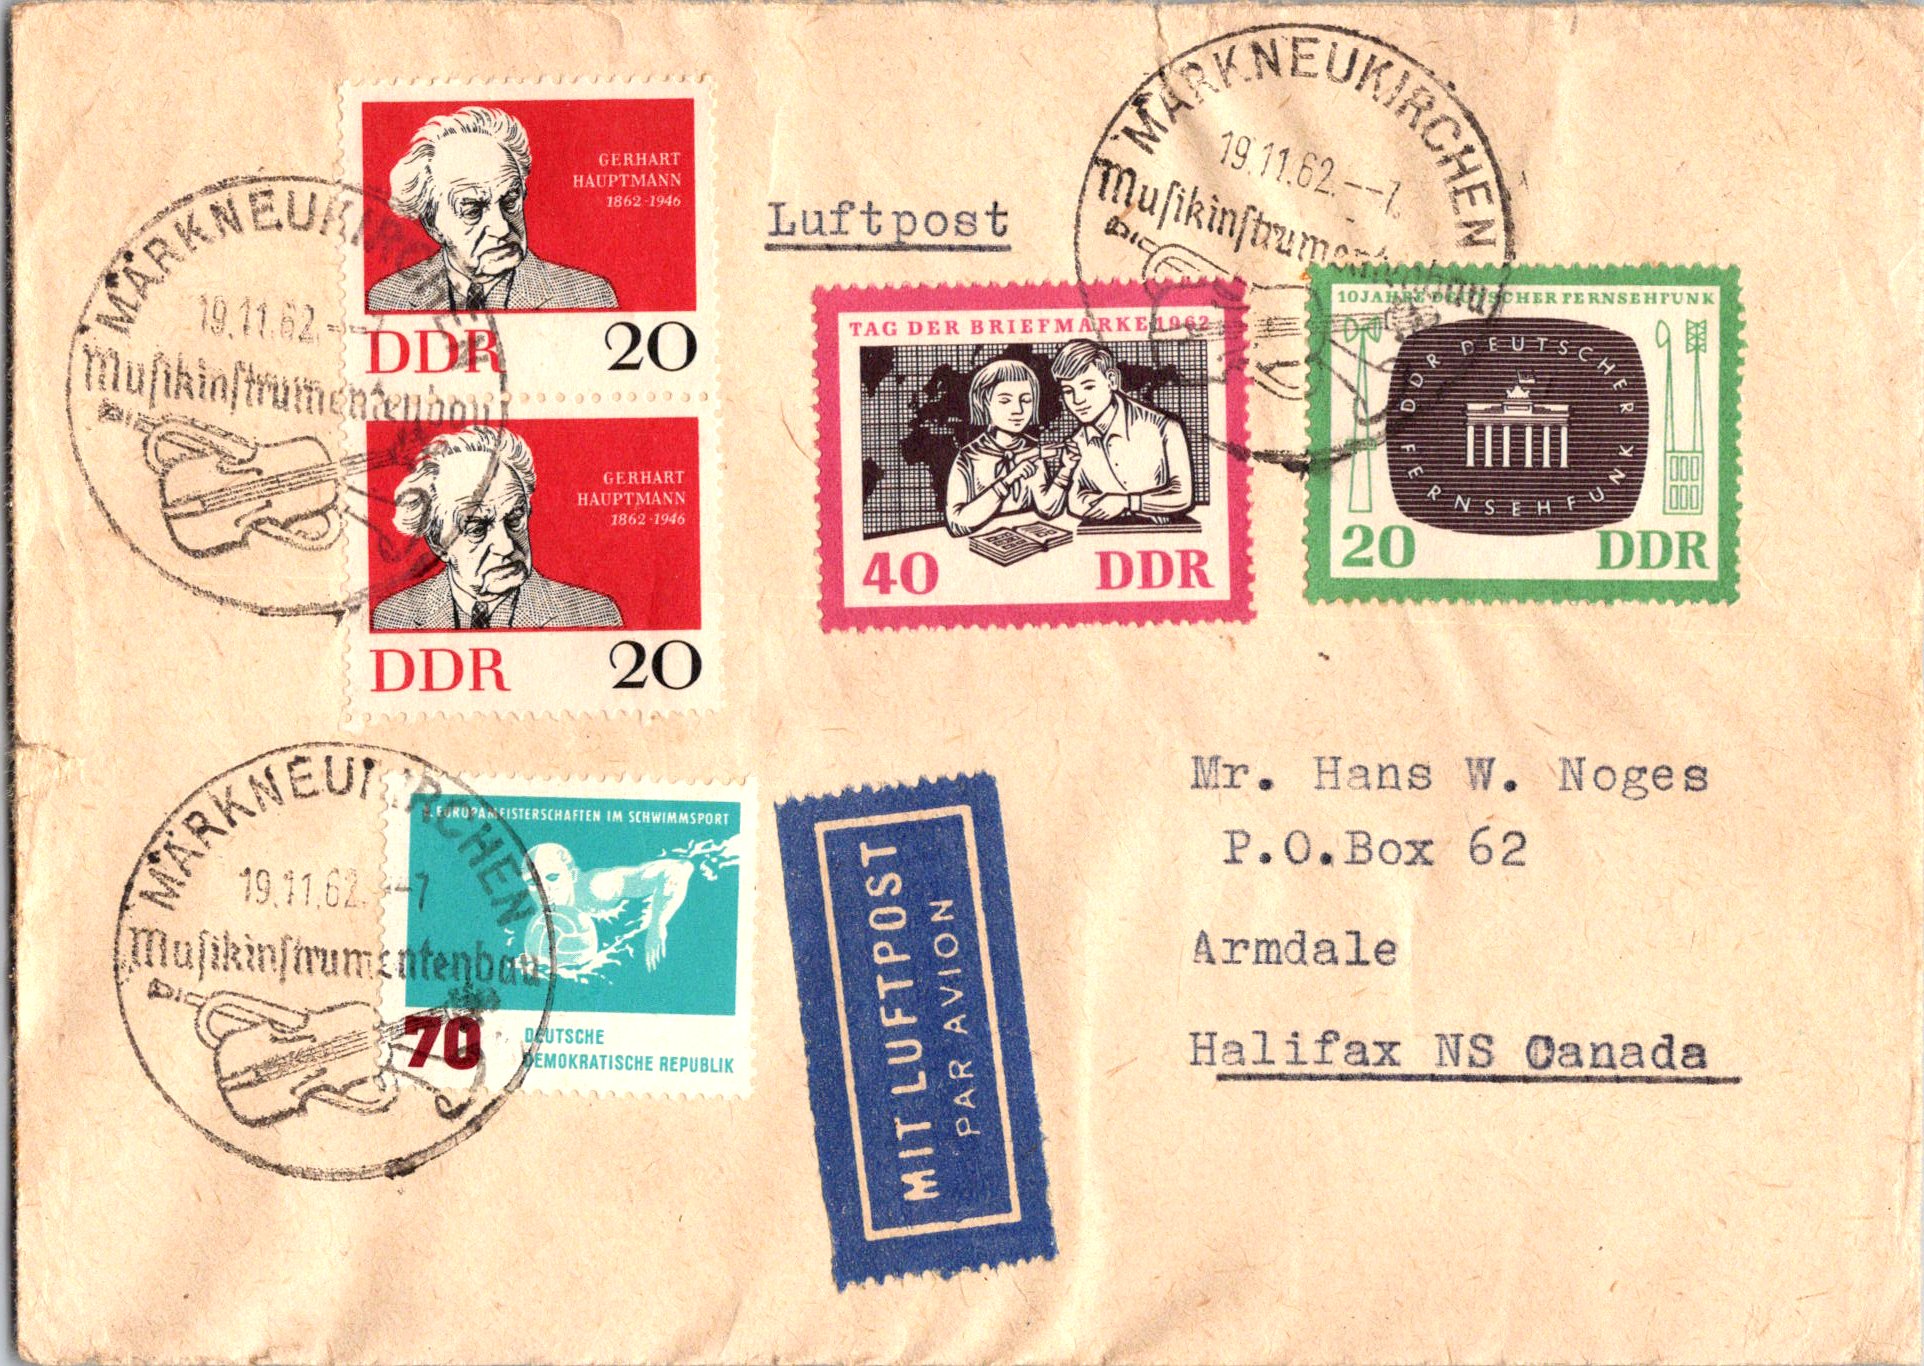 GERHART
HAUPTMANN
1862-1946
DDR 20
GERHART
HAUPTMANN
1862-1946
DDR 20
MARKNEUKIRCHEN
19.11.62.--7
Musikinstrumentenbau
Luftpost
MARKNEUKIRCHEN
19.11.62.--7.
Musikinstrumentenbau
TAG DER BRIEFMARKE 1962
40 DDR
10 JAHRE DEUTSCHER FERNSEHFUNK
DDR DEUTSCHER
FERNSEHFUNK
20 DDR
MARKNEUKIRCHEN
19.11.62.--7
Musikinstrumentenbau
EUROPAMEISTERSCHAFTEN IM SCHWIMMSPORT
70 DEUTSCHE
DEMOKRATISCHE REPUBLIK
MIT LUFTPOST
PAR AVION
Mr. Hans W. Noges
P.O.Box 62
Armdale
Halifax NS Canada